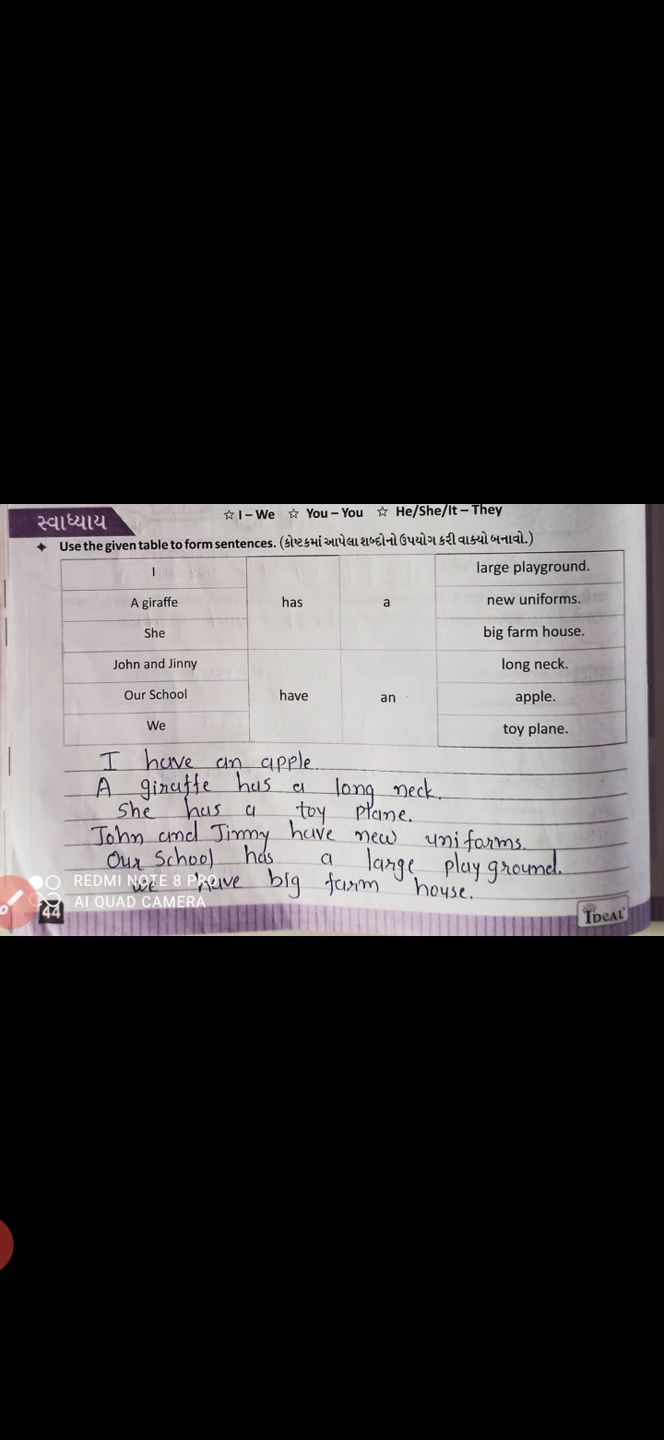 સ્વાધ્યાય
☆ I – We ☆ You – You ☆ He/She/It – They
✦ Use the given table to form sentences. (કોષ્ટકમાં આપેલા શબ્દોનો ઉપયોગ કરી વાક્યો બનાવો.)
I
large playground.
A giraffe has a new uniforms.
She
big farm house.
John and Jinny
long neck.
Our School have an apple.
We
toy plane.
I have an apple.
A giraffe has a long neck.
She has a toy plane.
John and Jinny have new uniforms.
Our School has a large play ground.
We have big farm house.
REDMI NOTE 8 PRO
AI QUAD CAMERA
44
IDEAL